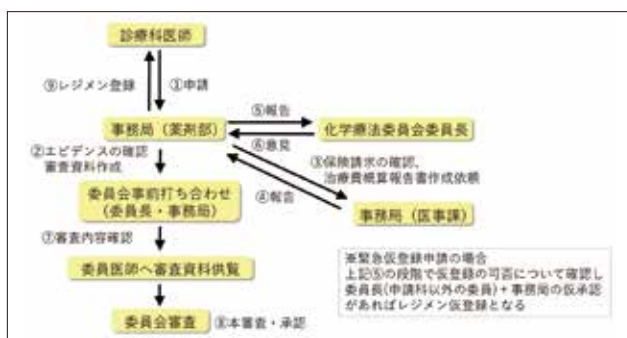 診療科医師
⑨レジメン登録
①申請
⑤報告
事務局（薬剤部）
化学療法委員会委員長
⑥意見
②エビデンスの確認
審査資料作成
③保険請求の確認、
治療費概算報告書作成依頼
④報告
委員会事前打ち合わせ
（委員長・事務局）
事務局（医事課）
⑦審査内容確認
委員医師へ審査資料供覧
委員会審査
⑧本審査・承認
※緊急仮登録申請の場合
上記⑤の段階で仮登録の可否について確認し
委員長(申請科以外の委員)+事務局の仮承認
があればレジメン仮登録となる